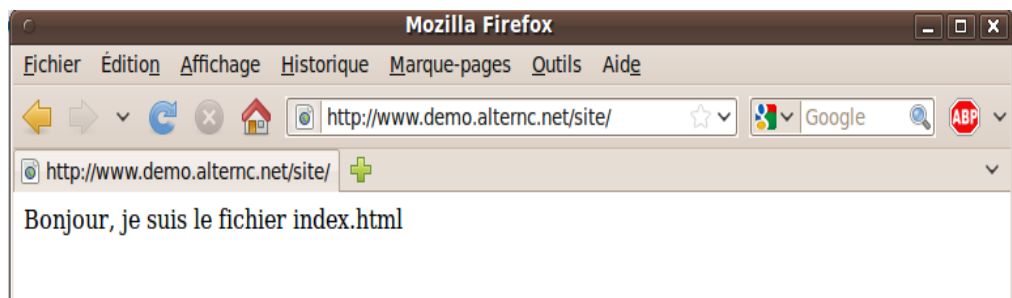 Mozilla Firefox
Fichier Édition Affichage Historique Marque-pages Outils Aide
http://www.demo.alternc.net/site/ Google ABP
http://www.demo.alternc.net/site/
Bonjour, je suis le fichier index.html